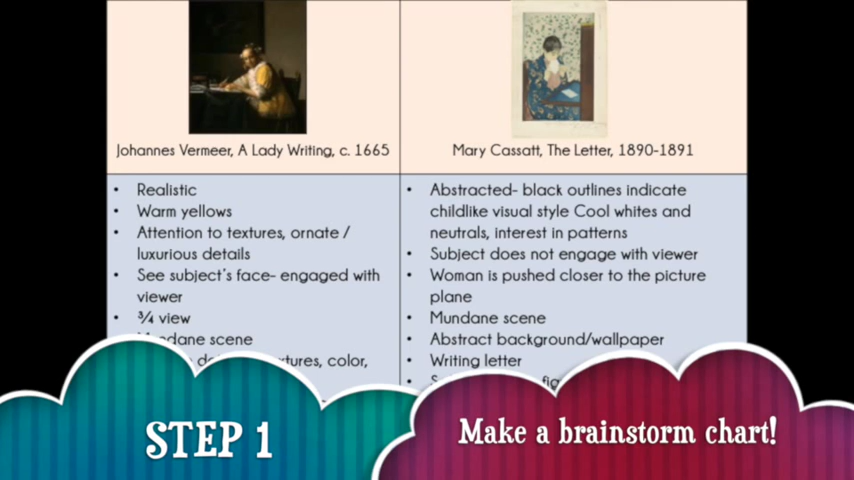 Johannes Vermeer, A Lady Writing, c. 1665
Mary Cassatt, The Letter, 1890-1891
• Realistic
• Warm yellows
• Attention to textures, ornate /
luxurious details
• See subject's face- engaged with
viewer
• ¾ view
Mundane scene
color,
• Abstracted- black outlines indicate
childlike visual style Cool whites and
neutrals, interest in patterns
• Subject does not engage with viewer
• Woman is pushed closer to the picture
plane
• Mundane scene
• Abstract background/wallpaper
• Writing letter
STEP 1
Make a brainstorm chart!